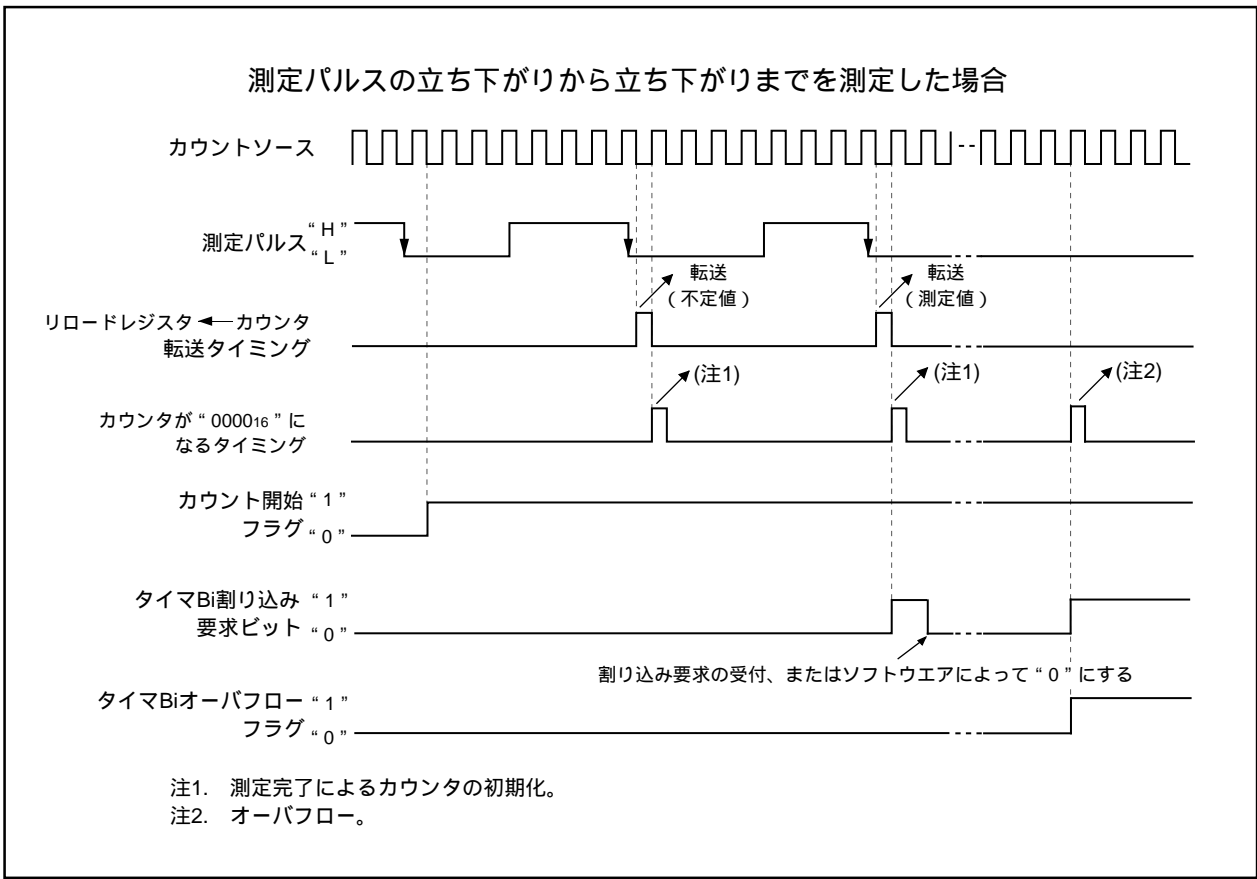 測定パルスの立ち下がりから立ち下がりまでを測定した場合
カウントソース
測定パルス
“ H ”
“ L ”
転送
( 不定値 )
転送
( 測定値 )
リロードレジスタ ← カウンタ
転送タイミング
(注1)
(注1)
(注2)
カウンタが “ 000016 ” に
なるタイミング
カウント開始 “ 1 ”
フラグ “ 0 ”
タイマBi割り込み “ 1 ”
要求ビット “ 0 ”
割り込み要求の受付、またはソフトウエアによって “ 0 ” にする
タイマBiオーバフロー “ 1 ”
フラグ “ 0 ”
注1. 測定完了によるカウンタの初期化。
注2. オーバフロー。